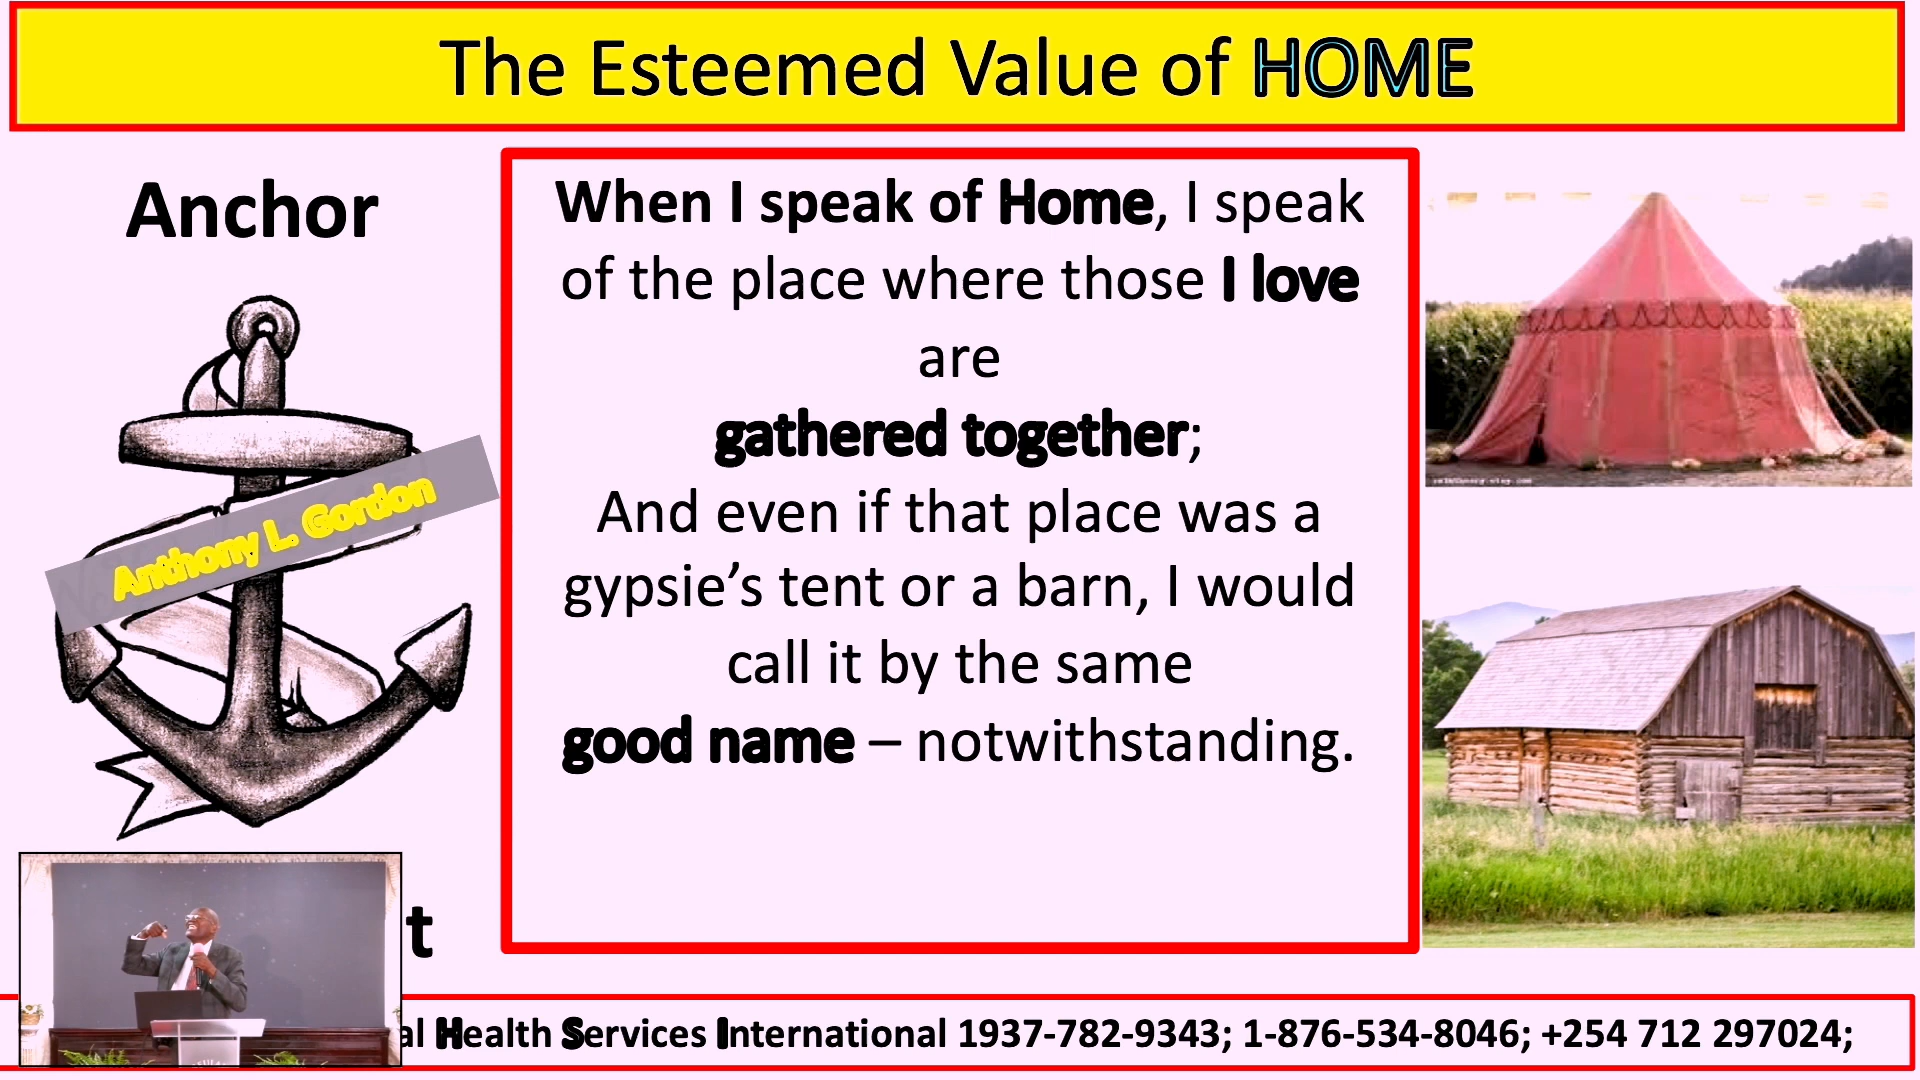 The Esteemed Value of HOME
Anchor
Anthony L. Gordon
t
When I speak of Home, I speak
of the place where those I love
are
gathered together;
And even if that place was a
gypsie’s tent or a barn, I would
call it by the same
good name – notwithstanding.
al Health Services International 1937-782-9343; 1-876-534-8046; +254 712 297024;